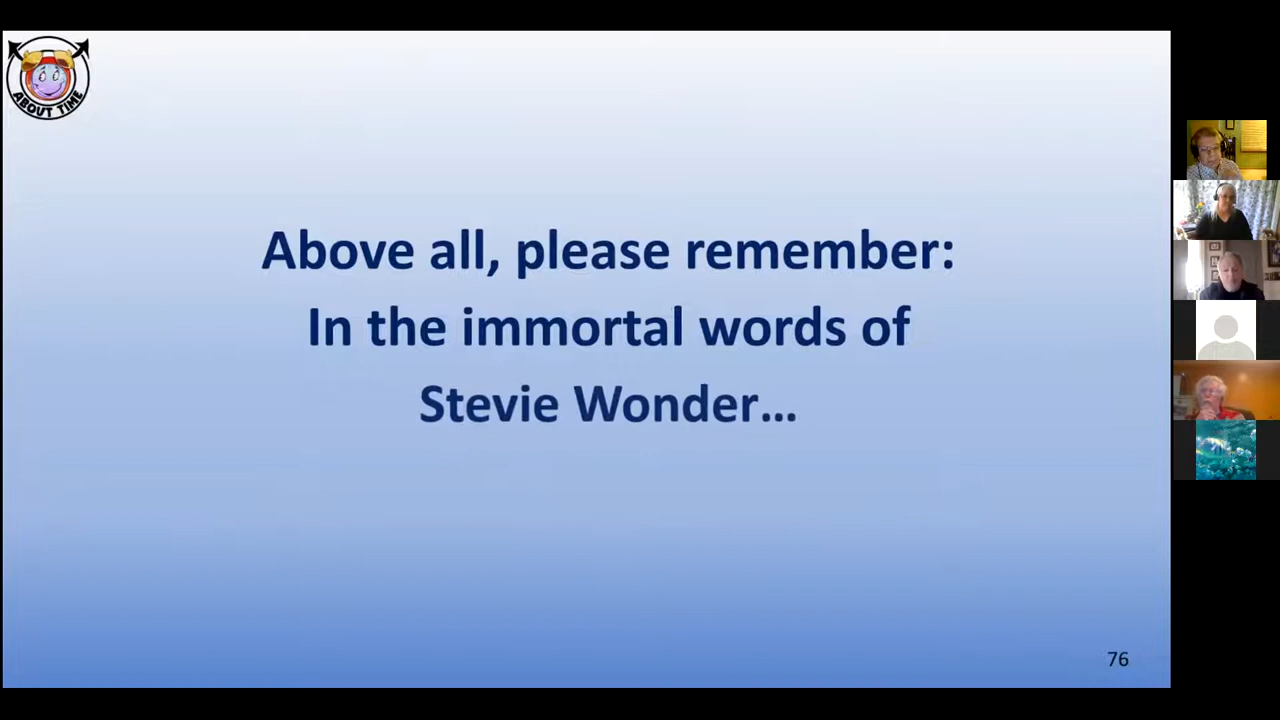 ABOUT TIME
Above all, please remember:
In the immortal words of
Stevie Wonder…
76